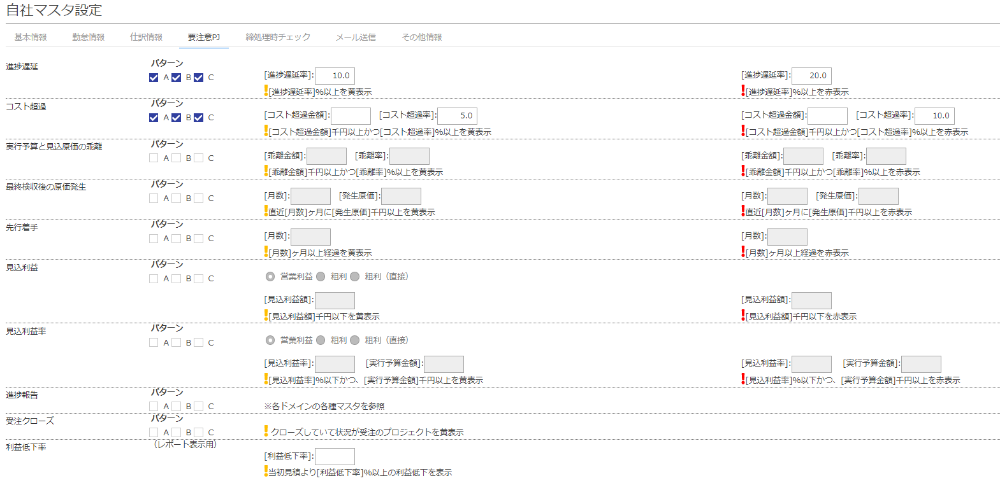 自社マスタ設定
基本情報 勤怠情報 仕訳情報 要注意PJ 締処理時チェック メール送信 その他情報
進捗遅延
パターン
A B C
[進捗遅延率]: 10.0
[進捗遅延率]%以上を黄表示
[進捗遅延率]: 20.0
[進捗遅延率]%以上を赤表示
コスト超過
パターン
A B C
[コスト超過金額]: [コスト超過率]: 5.0
[コスト超過金額]千円以上かつ[コスト超過率]%以上を黄表示
[コスト超過金額]: [コスト超過率]: 10.0
[コスト超過金額]千円以上かつ[コスト超過率]%以上を赤表示
実行予算と見込原価の乖離
パターン
A B C
[乖離金額]: [乖離率]:
[乖離金額]千円以上かつ[乖離率]%以上を黄表示
[乖離金額]: [乖離率]:
[乖離金額]千円以上かつ[乖離率]%以上を赤表示
最終検収後の原価発生
パターン
A B C
[月数]: [発生原価]:
直近[月数]ヶ月に[発生原価]千円以上を黄表示
[月数]: [発生原価]:
直近[月数]ヶ月に[発生原価]千円以上を赤表示
先行着手
パターン
A B C
[月数]:
[月数]ヶ月以上経過を黄表示
[月数]:
[月数]ヶ月以上経過を赤表示
見込利益
パターン
A B C
営業利益 粗利 粗利（直接）
[見込利益額]:
[見込利益額]千円以下を黄表示
[見込利益額]:
[見込利益額]千円以下を赤表示
見込利益率
パターン
A B C
営業利益 粗利 粗利（直接）
[見込利益率]: [実行予算金額]:
[見込利益率]%以下かつ、[実行予算金額]千円以上を黄表示
[見込利益率]: [実行予算金額]:
[見込利益率]%以下かつ、[実行予算金額]千円以上を赤表示
進捗報告
パターン
A B C
※各ドメインの各種マスタを参照
受注クローズ
パターン
A B C
クローズしていて状況が受注のプロジェクトを黄表示
利益低下率
（レポート表示用）
[利益低下率]:
当初見積より[利益低下率]%以上の利益低下を表示